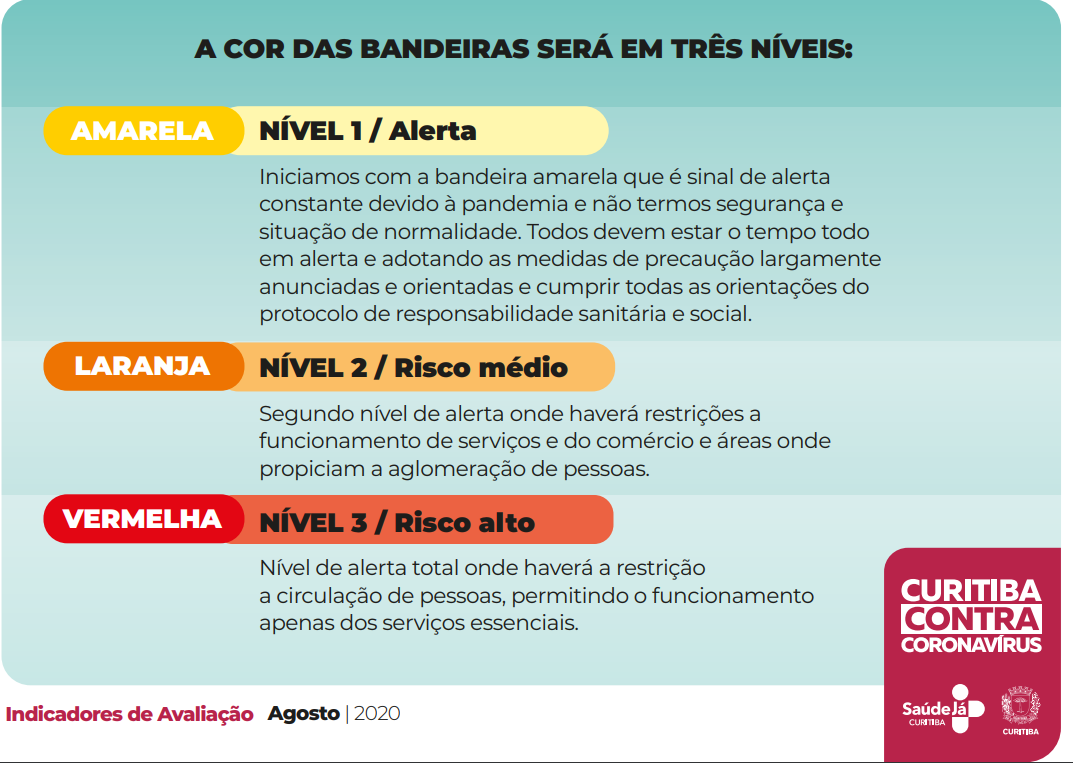 A COR DAS BANDEIRAS SERÁ EM TRÊS NÍVEIS:
AMARELA
NÍVEL 1 / Alerta
Iniciamos com a bandeira amarela que é sinal de alerta
constante devido à pandemia e não termos segurança e
situação de normalidade. Todos devem estar o tempo todo
em alerta e adotando as medidas de precaução largamente
anunciadas e orientadas e cumprir todas as orientações do
protocolo de responsabilidade sanitária e social.
LARANJA
NÍVEL 2 / Risco médio
Segundo nível de alerta onde haverá restrições a
funcionamento de serviços e do comércio e áreas onde
propiciam a aglomeração de pessoas.
VERMELHA
NÍVEL 3 / Risco alto
Nível de alerta total onde haverá a restrição
a circulação de pessoas, permitindo o funcionamento
apenas dos serviços essenciais.
CURITIBA
CONTRA
CORONAVÍRUS
SaúdeJá
CURITIBA
CURITIBA
Indicadores de Avaliação Agosto | 2020